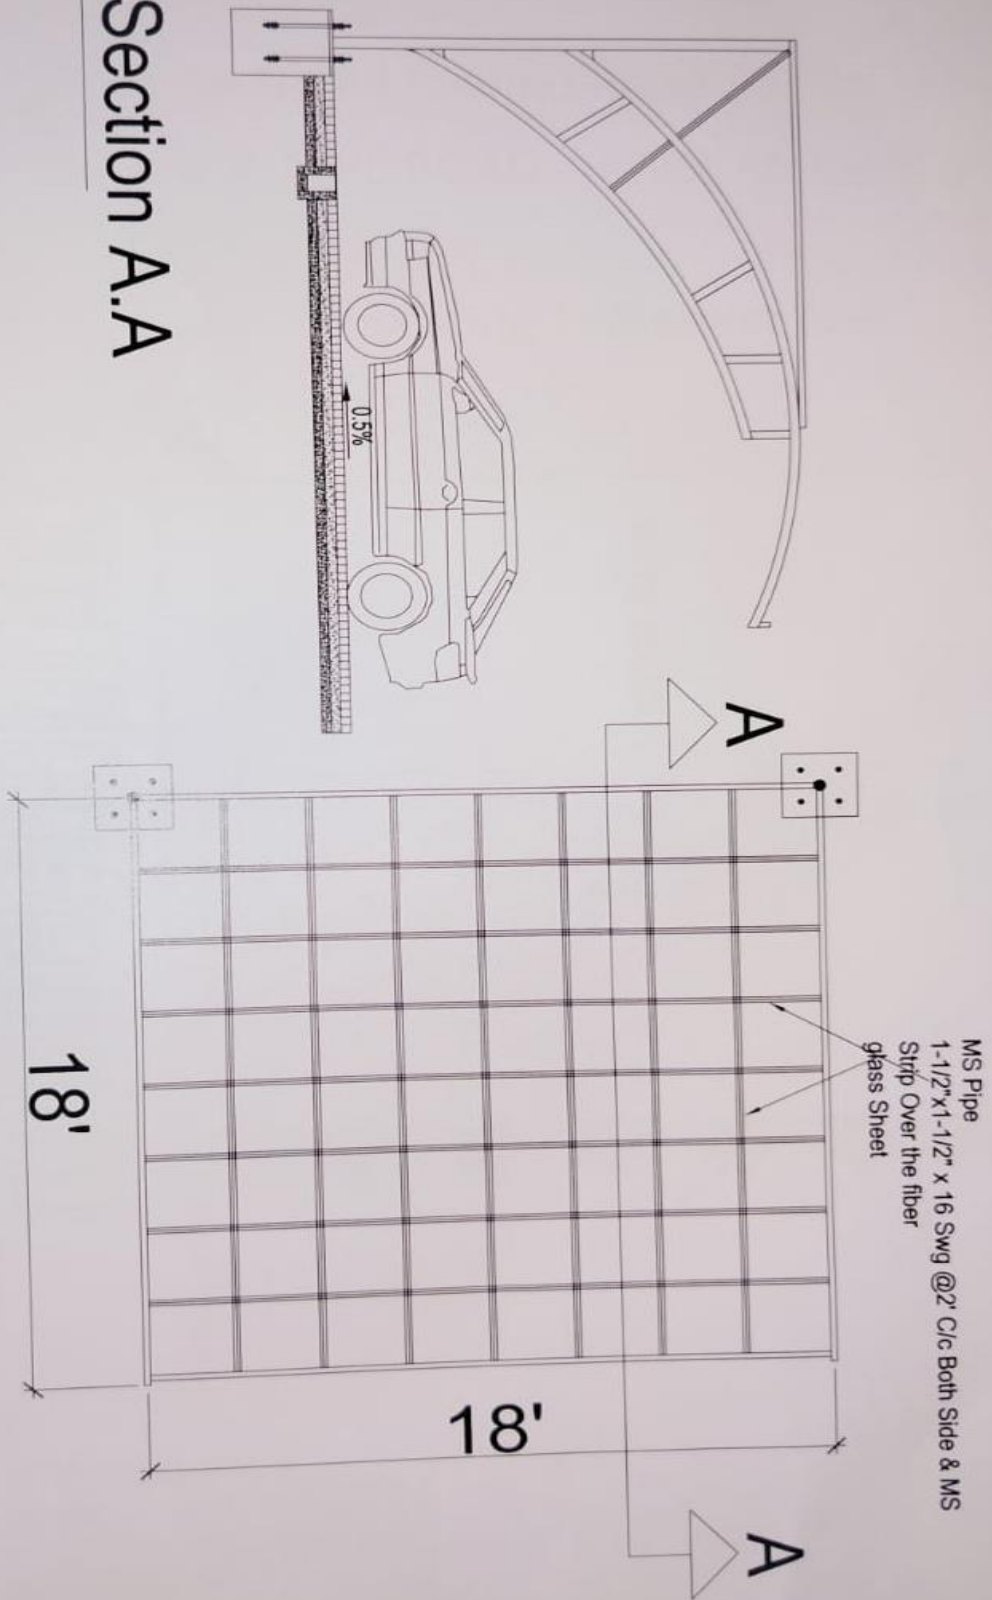 Section A.A
0.5%
A
MS Pipe
1-1/2"x1-1/2" x 16 Swg @2' C/c Both Side & MS
Strip Over the fiber
glass Sheet
18'
18'
A